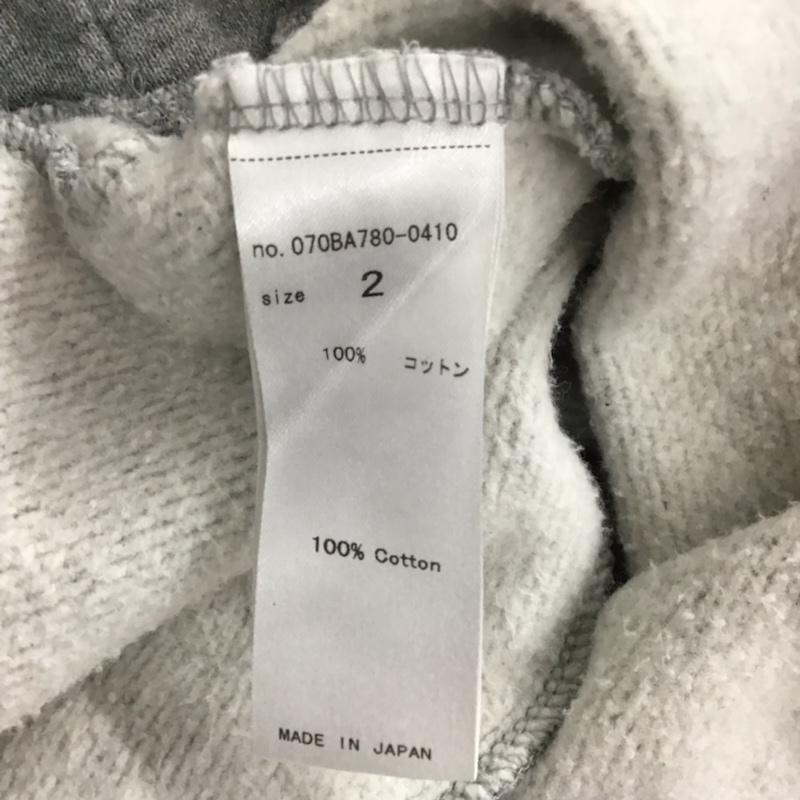 no. 070BA780-0410
size 2
100% コットン
100% Cotton
MADE IN JAPAN